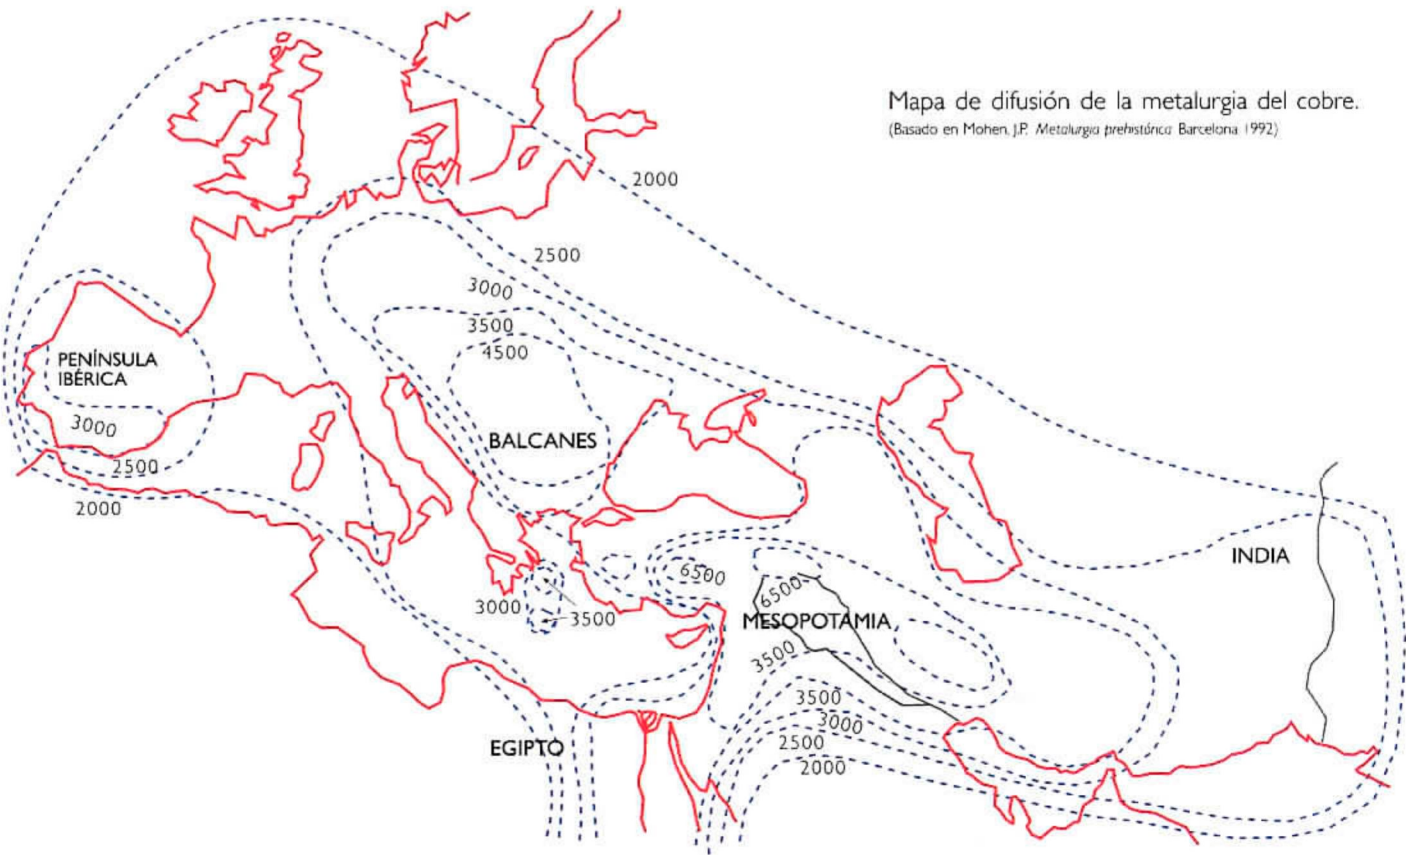 Mapa de difusión de la metalurgia del cobre.
(Basado en Mohen, J.P. Metalurgia prehistórica Barcelona 1992)
2000
2500
3000
3500
4500
PENÍNSULA
IBÉRICA
3000
2500
2000
BALCANES
INDIA
6500
6500
3000
3500
MESOPOTAMIA
3500
3500
3000
2500
2000
EGIPTO